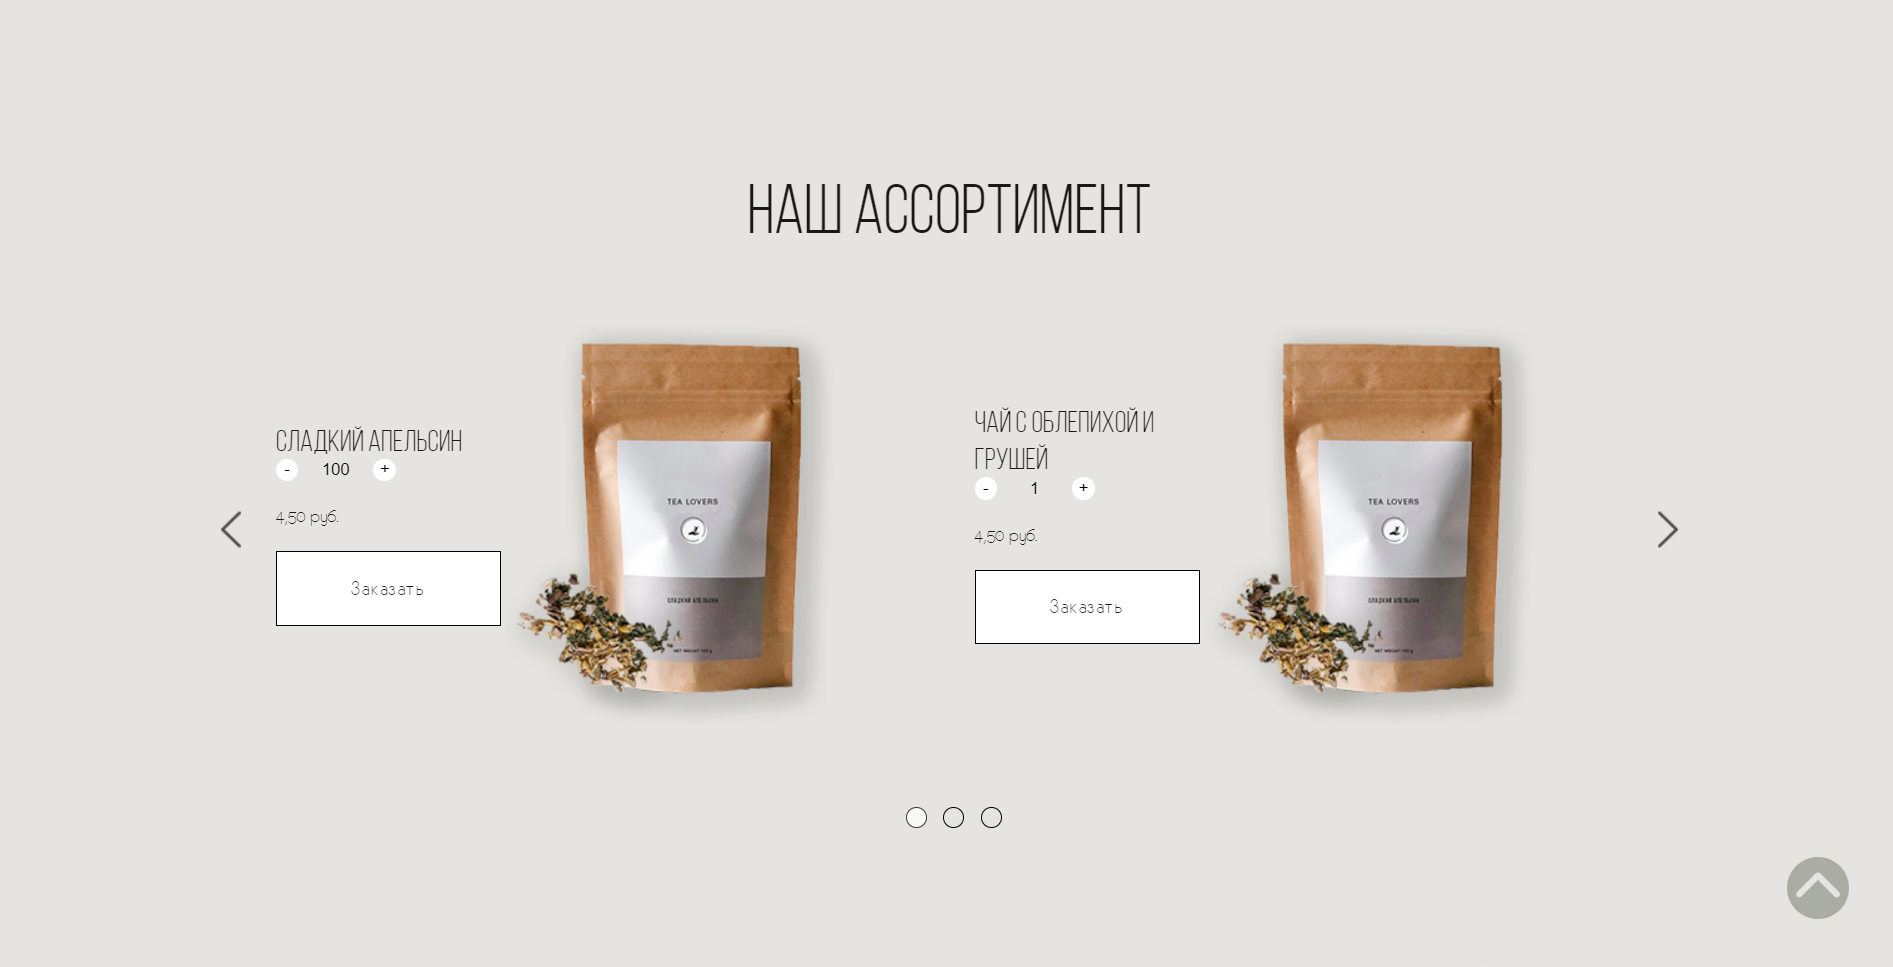 НАШ АССОРТИМЕНТ
СЛАДКИЙ АПЕЛЬСИН
- 100 +
4,50 руб.
Заказать
TEA LOVERS
СЛАДКИЙ АПЕЛЬСИН
NET WEIGHT 100 g
ЧАЙ С ОБЛЕПИХОЙ И
ГРУШЕЙ
- 1 +
4,50 руб.
Заказать
TEA LOVERS
СЛАДКИЙ АПЕЛЬСИН
NET WEIGHT 100 g